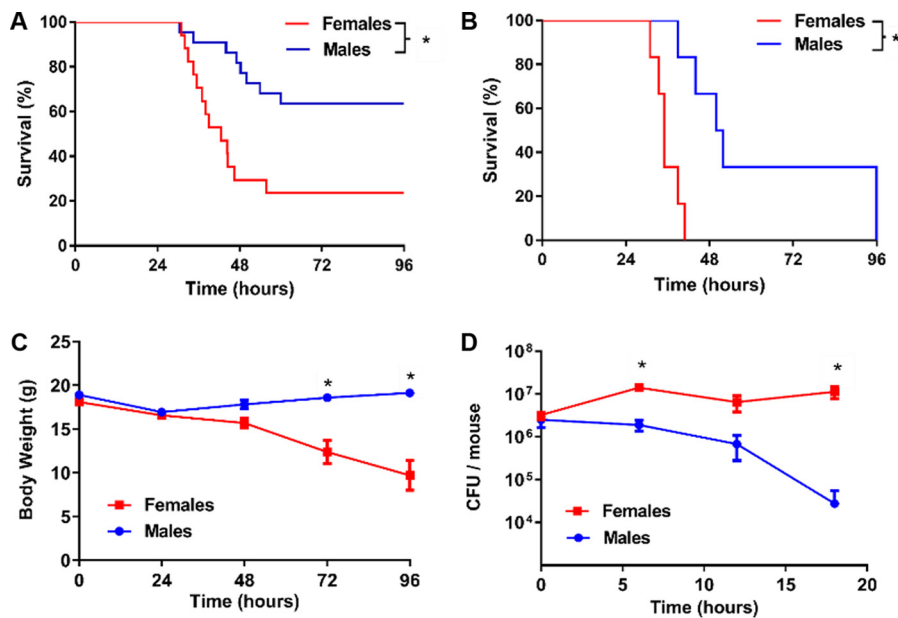 A
Females
Males
*
Survival (%)
100
80
60
40
20
0
0 24 48 72 96
Time (hours)
B
Females
Males
*
Survival (%)
100
80
60
40
20
0
0 24 48 72 96
Time (hours)
C
Body Weight (g)
25
20
15
10
5
0
* *
Females
Males
0 24 48 72 96
Time (hours)
D
CFU / mouse
10⁸
10⁷
10⁶
10⁵
10⁴
* *
Females
Males
0 5 10 15 20
Time (hours)